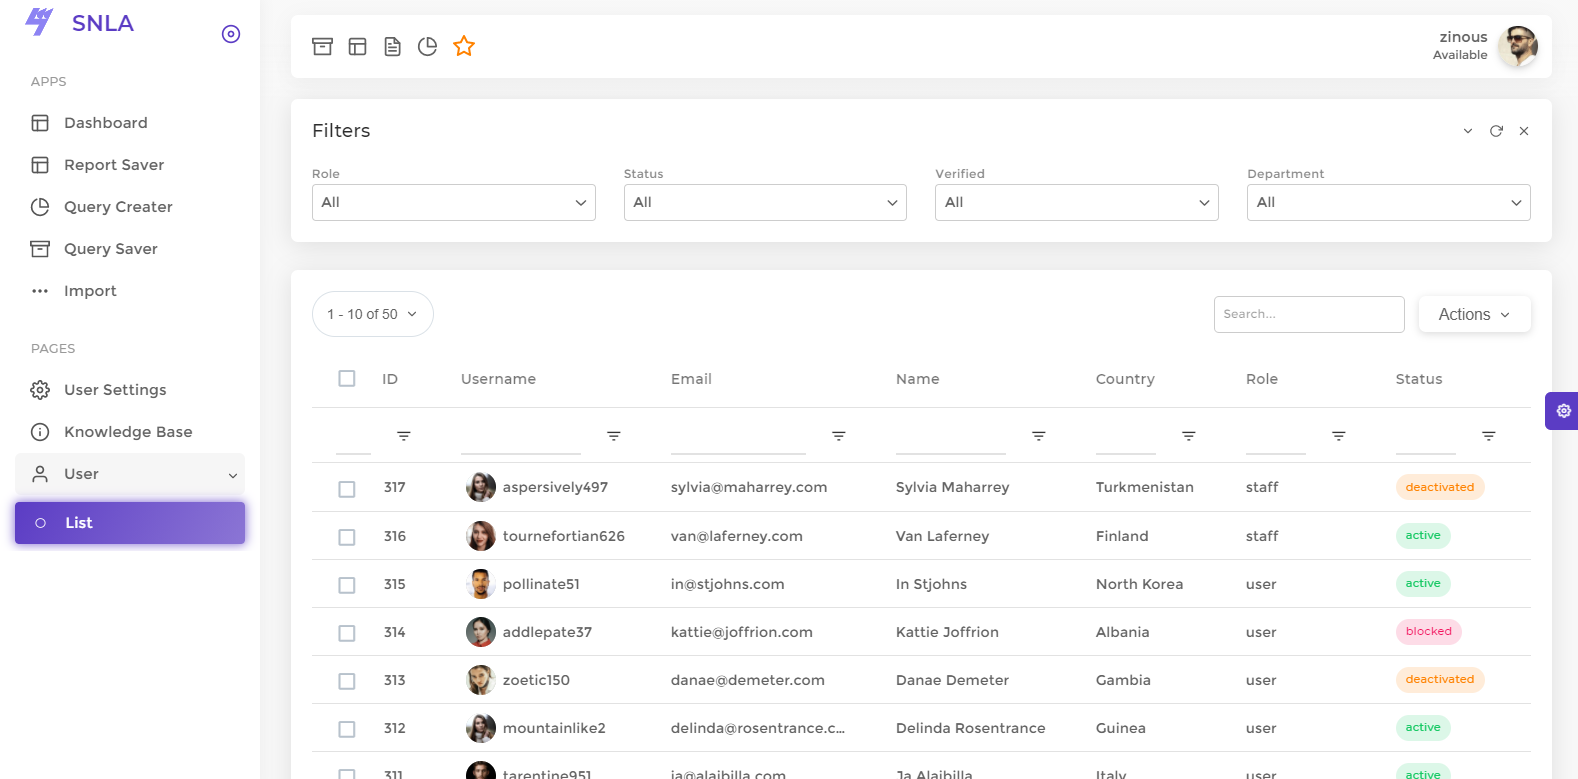 SNLA
APPS
Dashboard
Report Saver
Query Creater
Query Saver
Import
PAGES
User Settings
Knowledge Base
User
List
zinous
Available
Filters
Role Status Verified Department
All All All All
1 - 10 of 50 Search... Actions
ID Username Email Name Country Role Status
317 aspersively497 sylvia@maharrey.com Sylvia Maharrey Turkmenistan staff deactivated
316 tournefortian626 van@laferney.com Van Laferney Finland staff active
315 pollinate51 in@stjohns.com In Stjohns North Korea user active
314 addlepate37 kattie@joffrion.com Kattie Joffrion Albania user blocked
313 zoetic150 danae@demeter.com Danae Demeter Gambia user deactivated
312 mountainlike2 delinda@rosentrance.c... Delinda Rosentrance Guinea user active
311 tarentine951 ja@alaibilla.com Ja Alaibilla Italy user active